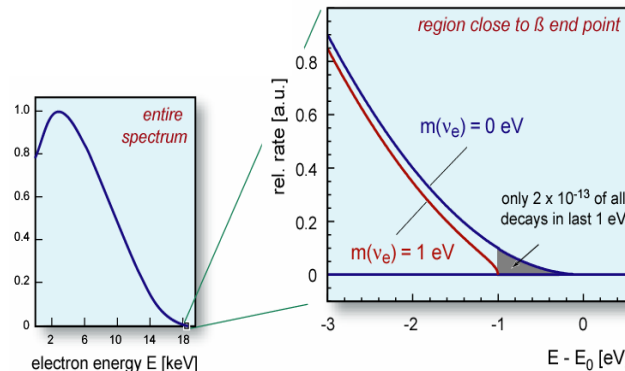 entire
spectrum
rel. rate [a.u.]
1.0
0.8
0.6
0.4
0.2
0
2 6 10 14 18
electron energy E [keV]
region close to ß end point
0.8
0.6
0.4
0.2
0
m(νe) = 0 eV
only 2 x 10⁻¹³ of all
decays in last 1 eV
m(νe) = 1 eV
-3 -2 -1 0
E - E₀ [eV